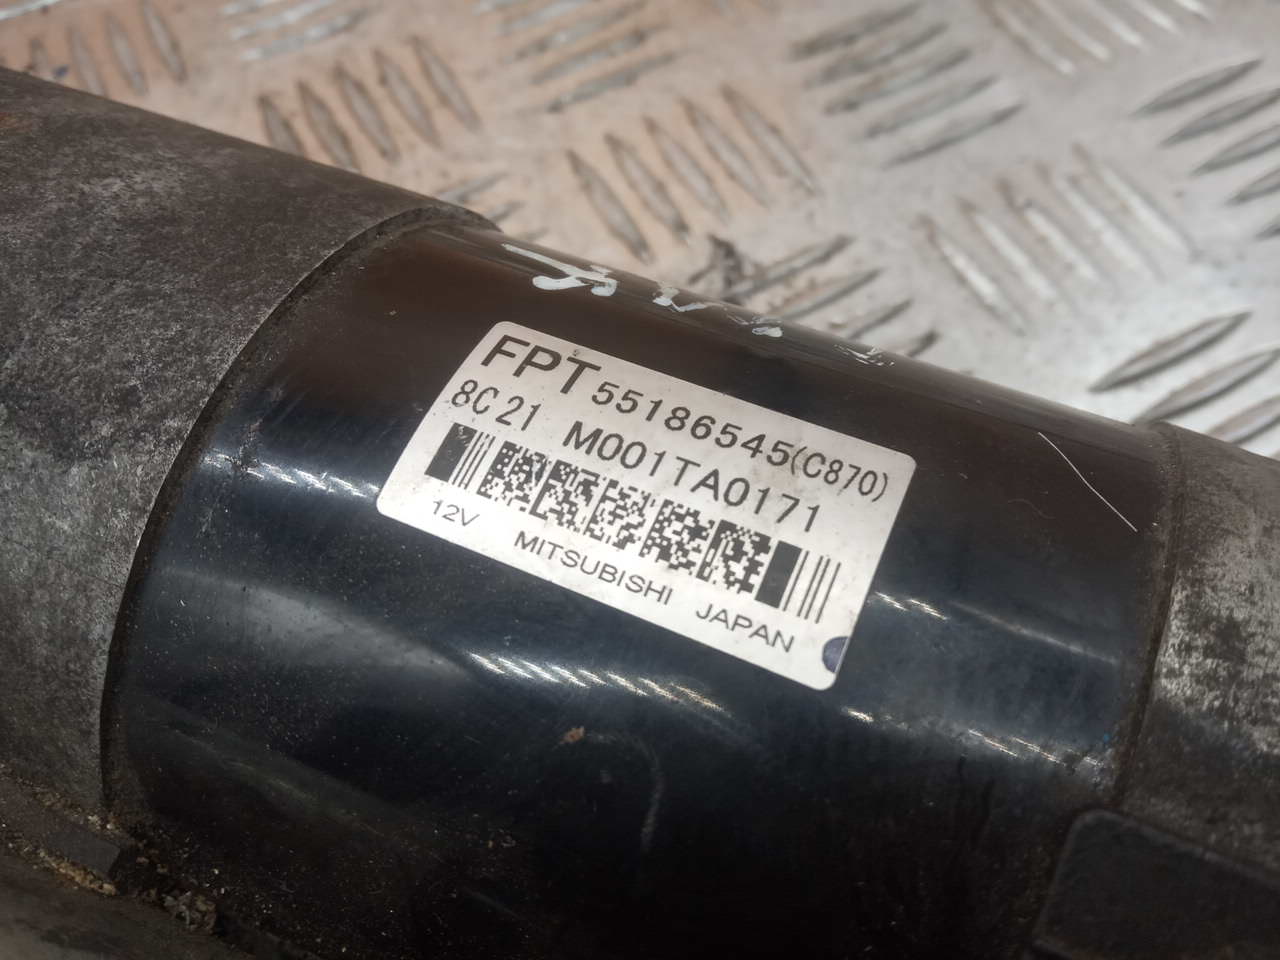 FPT 55186545(C870)
8C21 M001TA0171
12V MITSUBISHI JAPAN